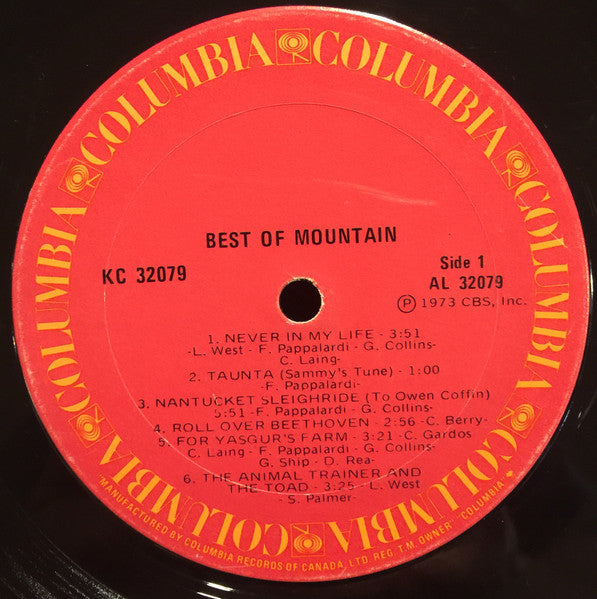 COLUMBIA COLUMBIA COLUMBIA COLUMBIA COLUMBIA COLUMBIA
BEST OF MOUNTAIN
KC 32079
Side 1
AL 32079
Ⓟ 1973 CBS, Inc.
1. NEVER IN MY LIFE - 3:51
-L. West - F. Pappalardi - G. Collins-
C. Laing-
2. TAUNTA (Sammy's Tune) - 1:00
-F. Pappalardi-
3. NANTUCKET SLEIGHRIDE (To Owen Coffin)
5:51 -F. Pappalardi - G. Collins-
4. ROLL OVER BEETHOVEN - 2:56 -C. Berry-
5. FOR YASGUR'S FARM - 3:21 -C. Gardos
C. Laing - F. Pappalardi - G. Collins
G. Ship - D. Rea-
6. THE ANIMAL TRAINER AND
THE TOAD - 3:25 -L. West
- S. Palmer-
"MANUFACTURED BY COLUMBIA RECORDS OF CANADA, LTD. REG. T.M. OWNER" "COLUMBIA"